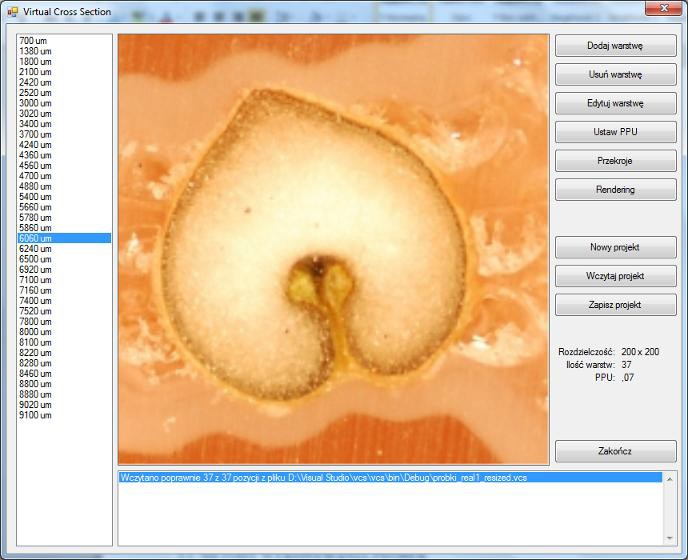 Virtual Cross Section
700 um
1380 um
1800 um
2100 um
2420 um
2520 um
3000 um
3020 um
3400 um
3700 um
4240 um
4360 um
4560 um
4700 um
4880 um
5400 um
5660 um
5780 um
5860 um
6060 um
6240 um
6500 um
6920 um
7100 um
7160 um
7400 um
7520 um
7800 um
8000 um
8100 um
8220 um
8280 um
8460 um
8800 um
8880 um
9020 um
9100 um
Dodaj warstwę
Usuń warstwę
Edytuj warstwę
Ustaw PPU
Przekroje
Rendering
Nowy projekt
Wczytaj projekt
Zapisz projekt
Rozdzielczość: 200 x 200
Ilość warstw: 37
PPU: .07
Zakończ
Wczytano poprawnie 37 z 37 pozycji z pliku D:\Visual Studio\vcs\vcs\bin\Debug\probki_real1_resized.vcs